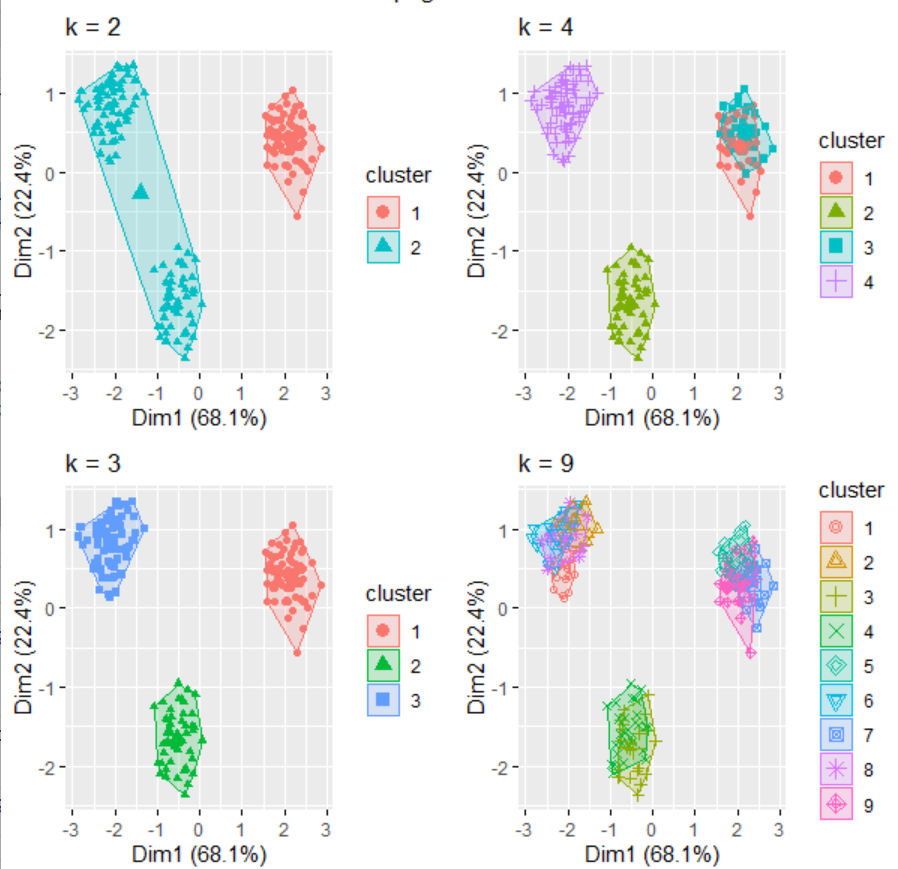 k = 2
1
0
-1
-2
Dim2 (22.4%)
-3 -2 -1 0 1 2 3
Dim1 (68.1%)
cluster
1
2
k = 4
1
0
-1
-2
Dim2 (22.4%)
-3 -2 -1 0 1 2 3
Dim1 (68.1%)
cluster
1
2
3
4
k = 3
1
0
-1
-2
Dim2 (22.4%)
-3 -2 -1 0 1 2 3
Dim1 (68.1%)
cluster
1
2
3
k = 9
1
0
-1
-2
Dim2 (22.4%)
-3 -2 -1 0 1 2 3
Dim1 (68.1%)
cluster
1
2
3
4
5
6
7
8
9